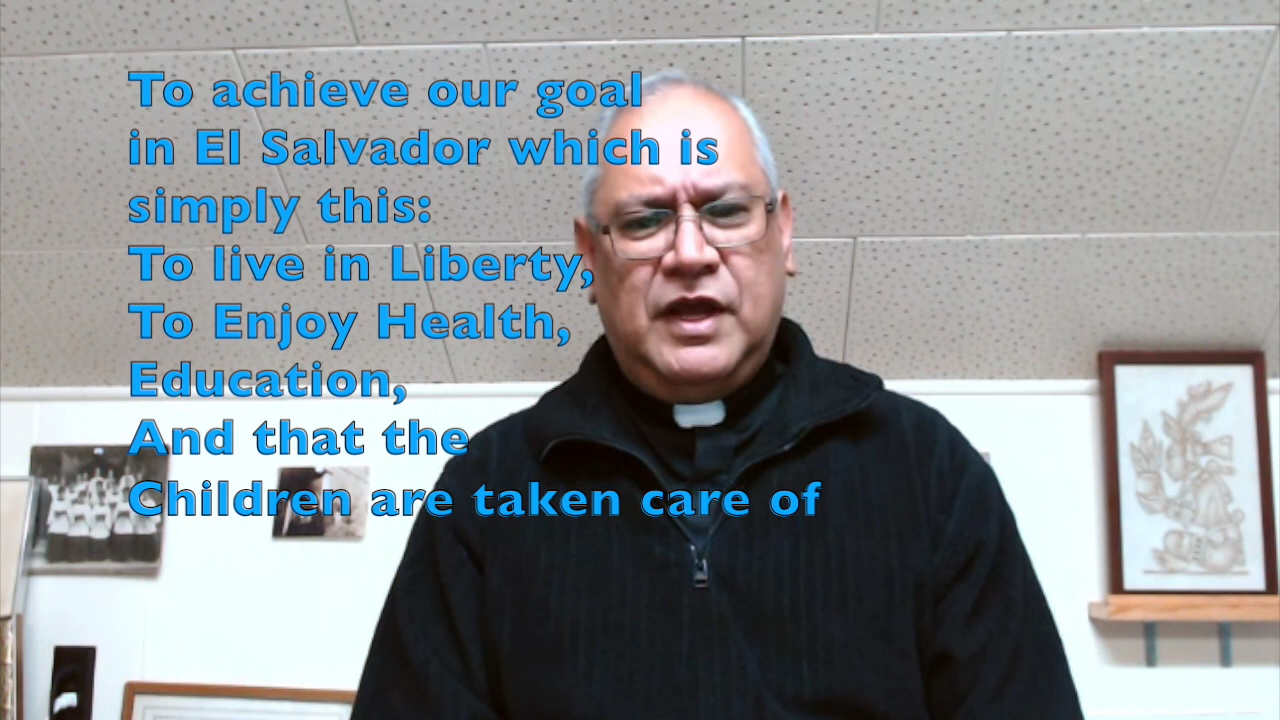 To achieve our goal
in El Salvador which is
simply this:
To live in Liberty,
To Enjoy Health,
Education,
And that the
Children are taken care of